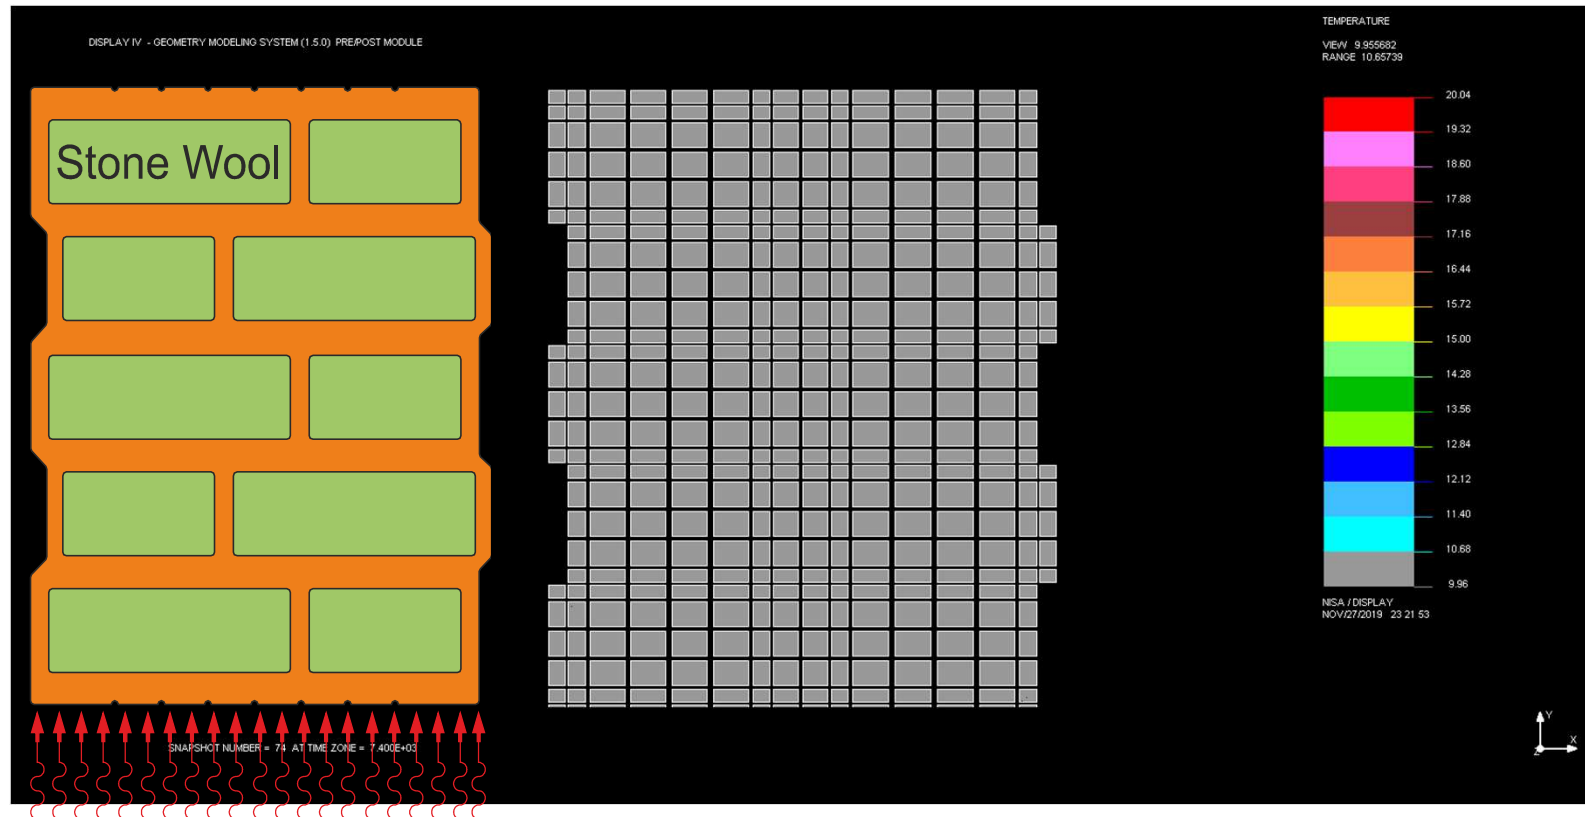 DISPLAY IV - GEOMETRY MODELING SYSTEM (1.5.0) PRE/POST MODULE
Stone Wool
SNAPSHOT NUMBER = 74 AT TIME ZONE = 7.400E+03
TEMPERATURE
VIEW 9.955682
RANGE 10.65739
20.04
19.32
18.60
17.88
17.16
16.44
15.72
15.00
14.28
13.56
12.84
12.12
11.40
10.68
9.96
NISA / DISPLAY
NOV/27/2019 23 21 53
Y
X
Z